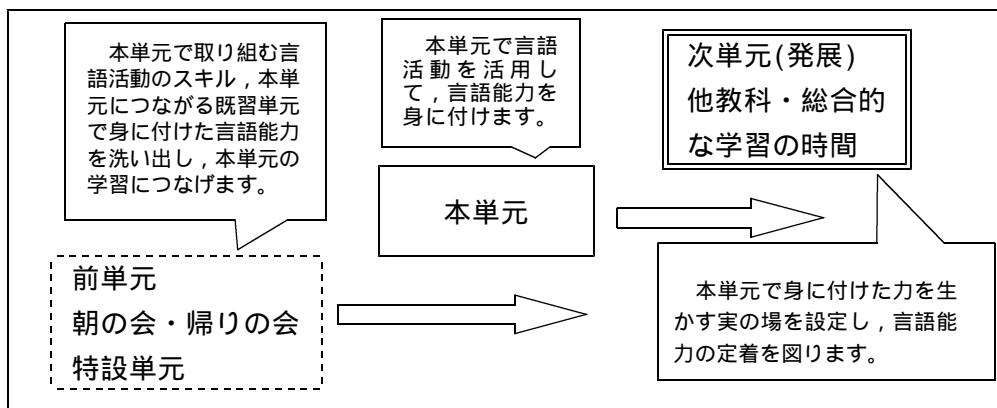 本単元で取り組む言
語活動のスキル，本単
元につながる既習単元
で身に付けた言語能力
を洗い出し，本単元の
学習につなげます。
前単元
朝の会・帰りの会
特設単元
本単元で言語
活動を活用し
て，言語能力を
身に付けます。
本単元
次単元(発展)
他教科・総合的
な学習の時間
本単元で身に付けた力を生
かす実の場を設定し，言語能
力の定着を図ります。